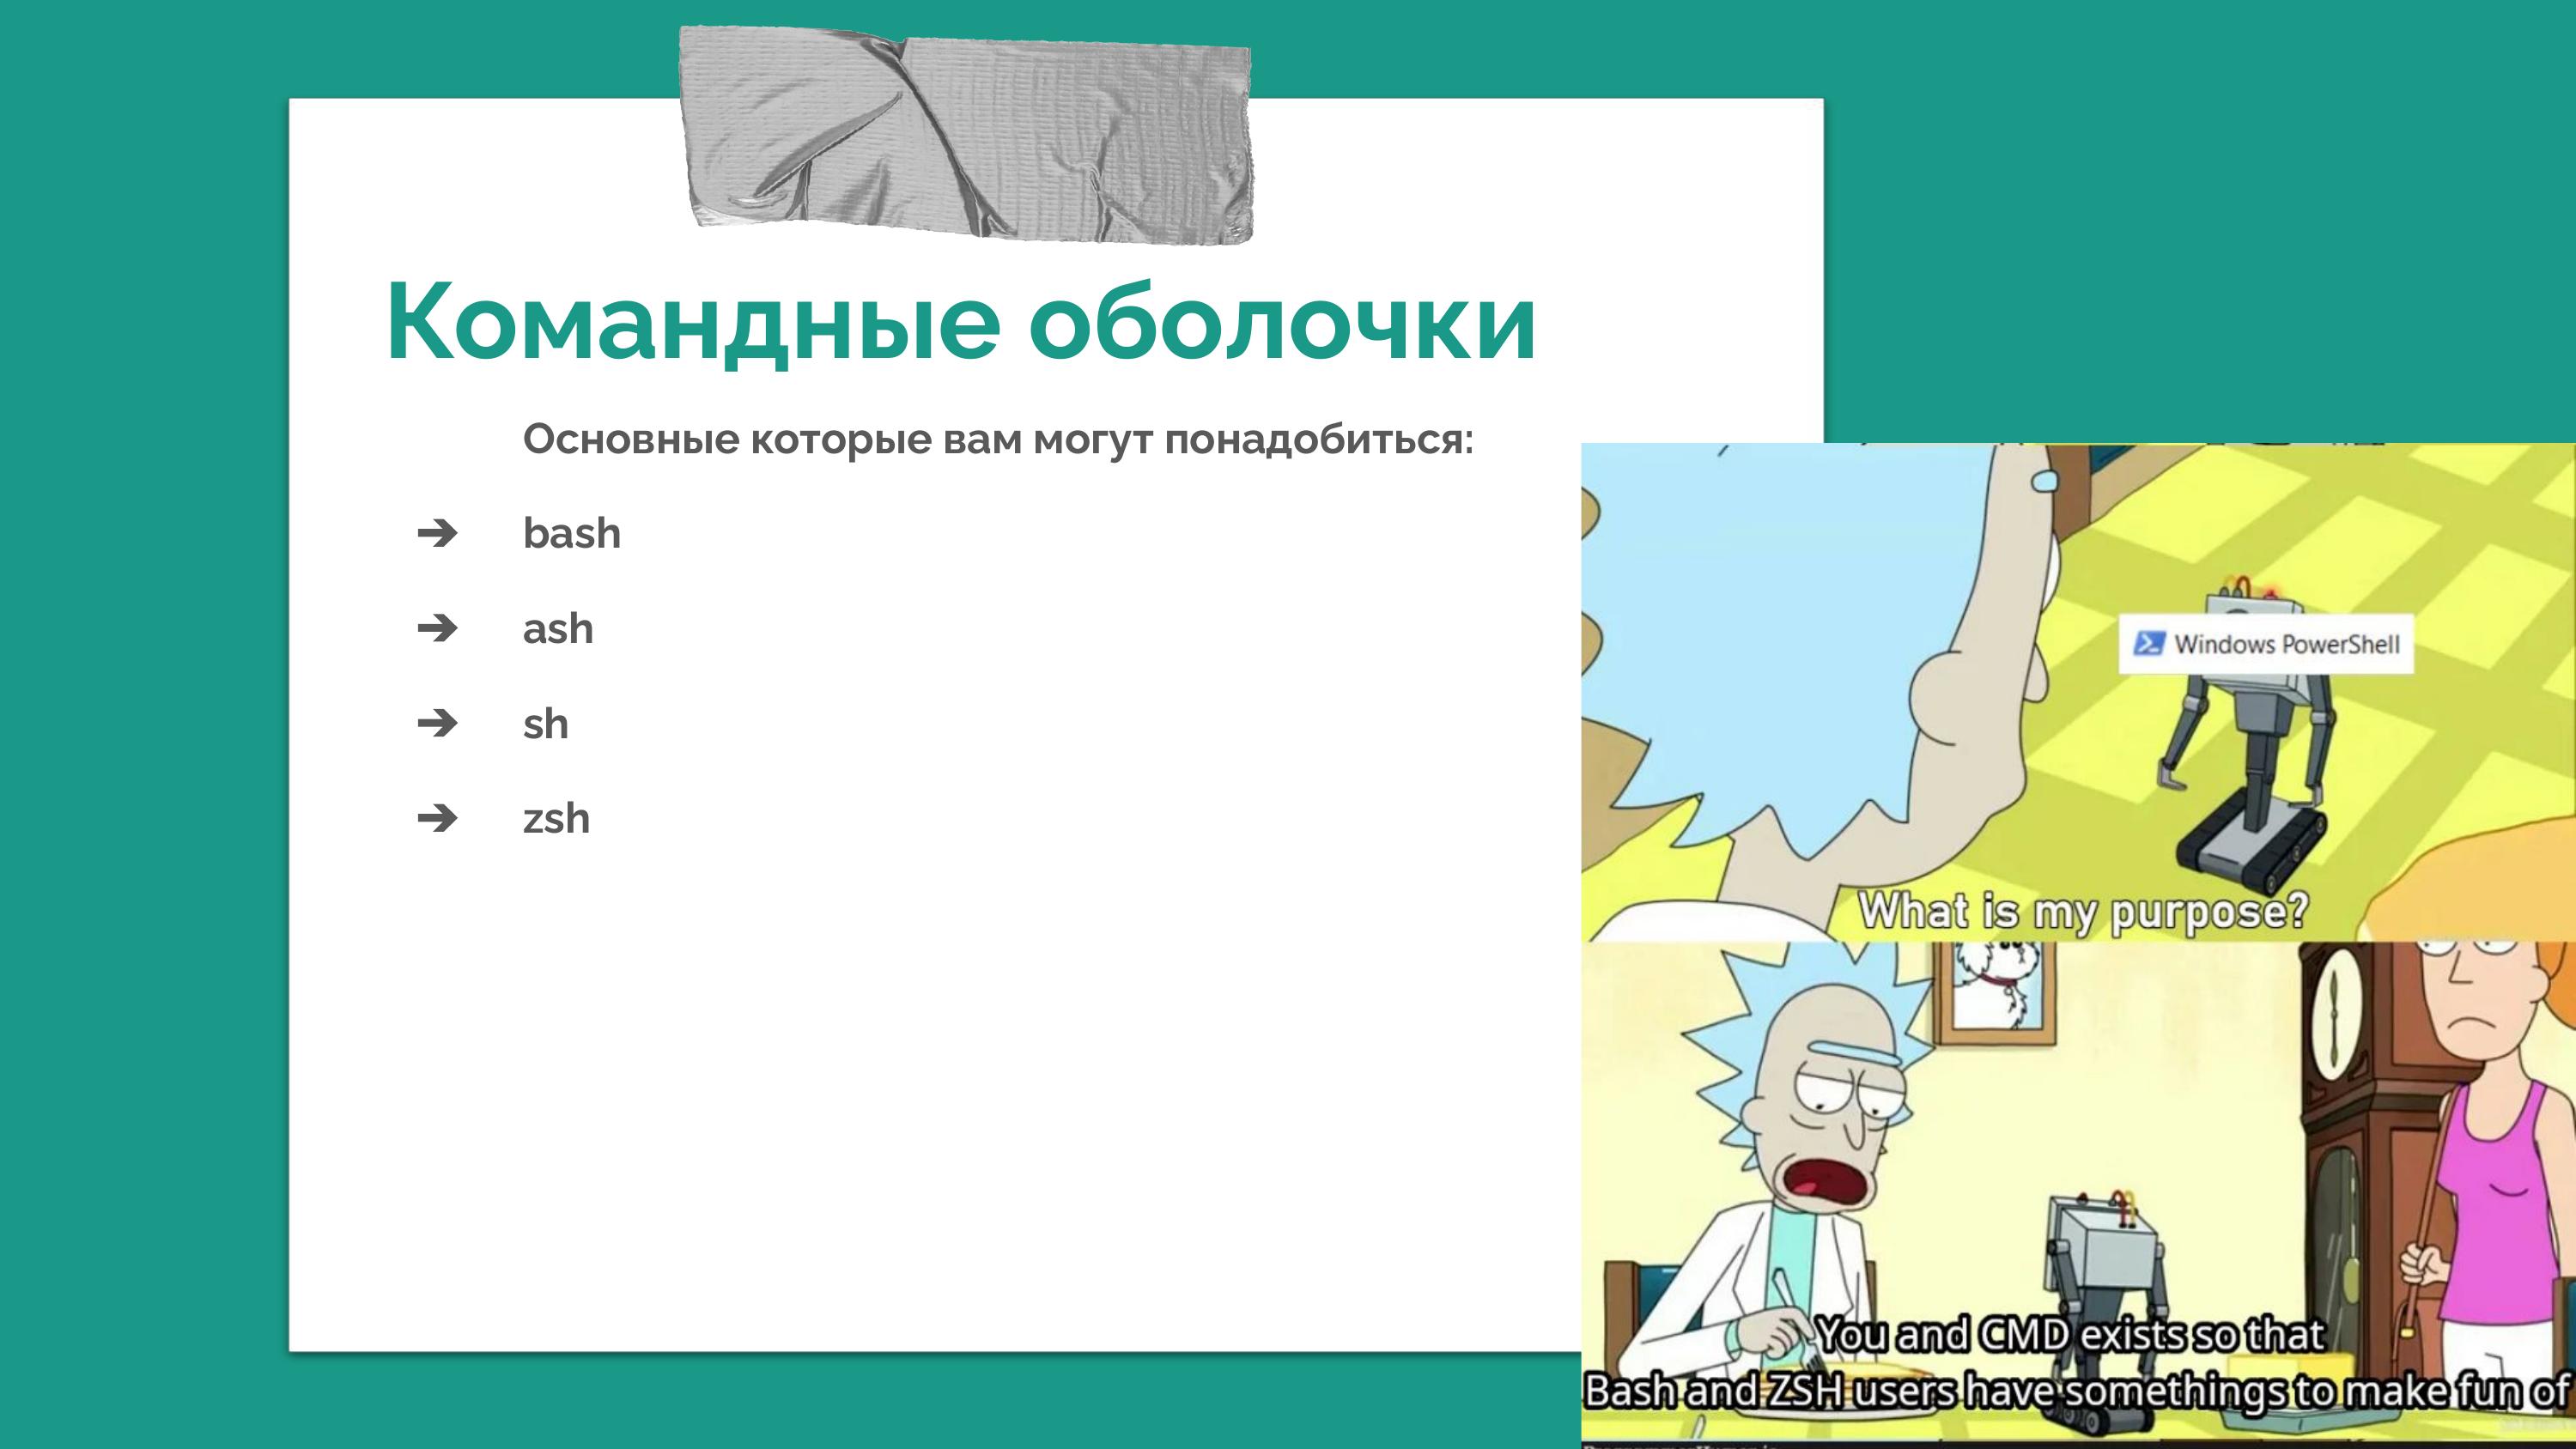 Командные оболочки
Основные которые вам могут понадобиться:
➔ bash
➔ ash
➔ sh
➔ zsh
Windows PowerShell
What is my purpose?
You and CMD exists so that
Bash and ZSH users have somethings to make fun of